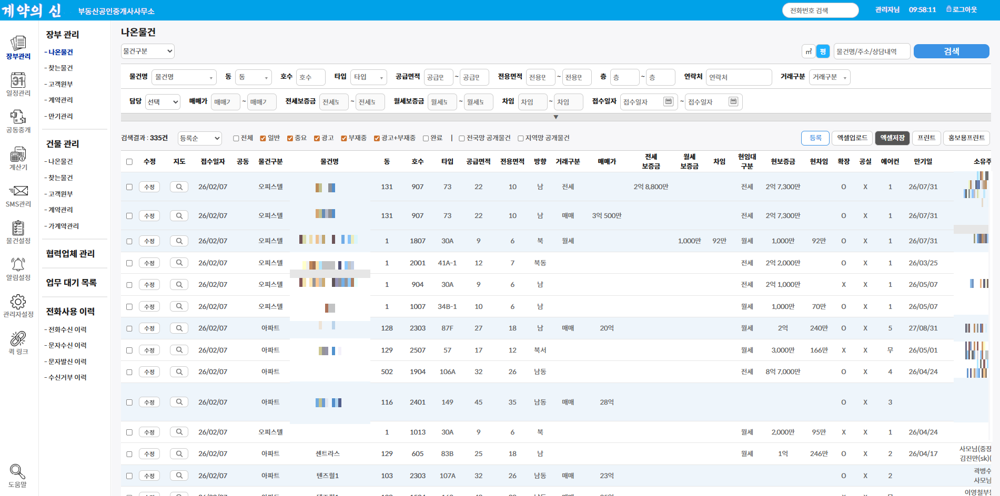 계약의 신 부동산공인중개사사무소 전화번호 검색 관리자님 09:58:11 로그아웃
장부관리
일정관리
공동중개
계산기
SMS관리
물건설정
알림설정
관리자설정
퀵 링크
도움말
장부 관리
- 나온물건
- 찾는물건
- 고객원부
- 계약관리
- 만기관리
건물 관리
- 나온물건
- 찾는물건
- 고객원부
- 계약관리
- 가계약관리
협력업체 관리
업무 대기 목록
전화사용 이력
- 전화수신 이력
- 문자수신 이력
- 문자발신 이력
- 수신거부 이력
나온물건
물건구분 ㎡ 평 물건명/주소/상담내역 검색
물건명 물건명 동 동 호수 호수 타입 타입 공급면적 공급면 ~ 공급면 전용면적 전용면 ~ 전용면 층 층 ~ 층 연락처 연락처 거래구분 거래구분
담당 선택 매매가 매매가 ~ 매매가 전세보증금 전세보 ~ 전세보 월세보증금 월세보 ~ 월세보 차임 차임 ~ 차임 접수일자 접수일자 ~ 접수일자
▼
검색결과 : 335건 등록순 전체 일반 중요 광고 부재중 광고+부재중 완료 | 전국망 공개물건 지역망 공개물건 등록 엑셀업로드 엑셀저장 프린트 홍보용프린트
수정 지도 접수일자 공동 물건구분 물건명 동 호수 타입 공급면적 전용면적 방향 거래구분 매매가 전세 보증금 월세 보증금 차임 현임대 구분 현보증금 현차임 확장 공실 에어컨 만기일 소유주
수정 26/02/07 오피스텔 131 907 73 22 10 남 전세 2억 8,800만 전세 2억 7,300만 O X 1 26/07/31
수정 26/02/07 오피스텔 131 907 73 22 10 남 매매 3억 500만 전세 2억 7,300만 O X 1 26/07/31
수정 26/02/07 오피스텔 1 1807 30A 9 6 북 월세 1,000만 92만 월세 1,000만 92만 O X 1 26/07/31
수정 26/02/07 오피스텔 1 2001 41A-1 12 7 북동 전세 2억 2,000만 O X 1 26/03/25
수정 26/02/07 오피스텔 1 904 30A 9 6 남 전세 2억 1,000만 X X 1 26/05/07
수정 26/02/07 오피스텔 1 1007 34B-1 10 6 남 월세 1,000만 70만 O X 1 26/05/07
수정 26/02/07 아파트 128 2303 87F 27 18 남 매매 20억 월세 2억 240만 O X 5 27/08/31
수정 26/02/07 아파트 129 2507 57 17 12 북서 월세 3,000만 166만 X X 무 26/05/01
수정 26/02/07 아파트 502 1904 106A 32 26 남동 전세 8억 7,000만 O X 4 26/04/24
수정 26/02/07 아파트 116 2401 149 45 35 남동 매매 28억 O X 3
수정 26/02/07 오피스텔 1 1013 30A 9 6 북 월세 2,000만 95만 X X 1 26/04/24
수정 26/02/07 아파트 센트라스 129 605 83B 25 18 남 월세 1억 246만 O X 2 26/04/17 사모님(중장 김진만(sk)(
수정 26/02/07 아파트 텐즈힐1 103 2303 107A 32 26 남동 매매 23억 O X 2 곽병수 사모님
이영철부동